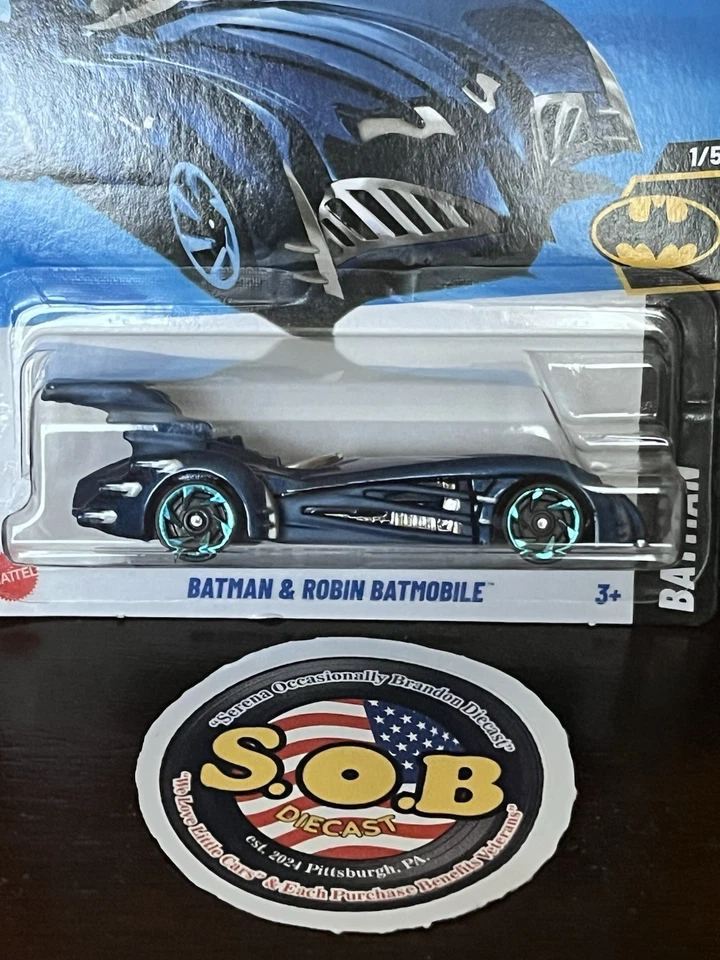 1/5
BATMAN
MATTEL
BATMAN & ROBIN BATMOBILE™
3+
"Serena Occasionally Brandon Diecast"
S.O.B
DIECAST
est. 2024 Pittsburgh, PA.
"We Love Little Cars" & Each Purchase Benefits Veterans"